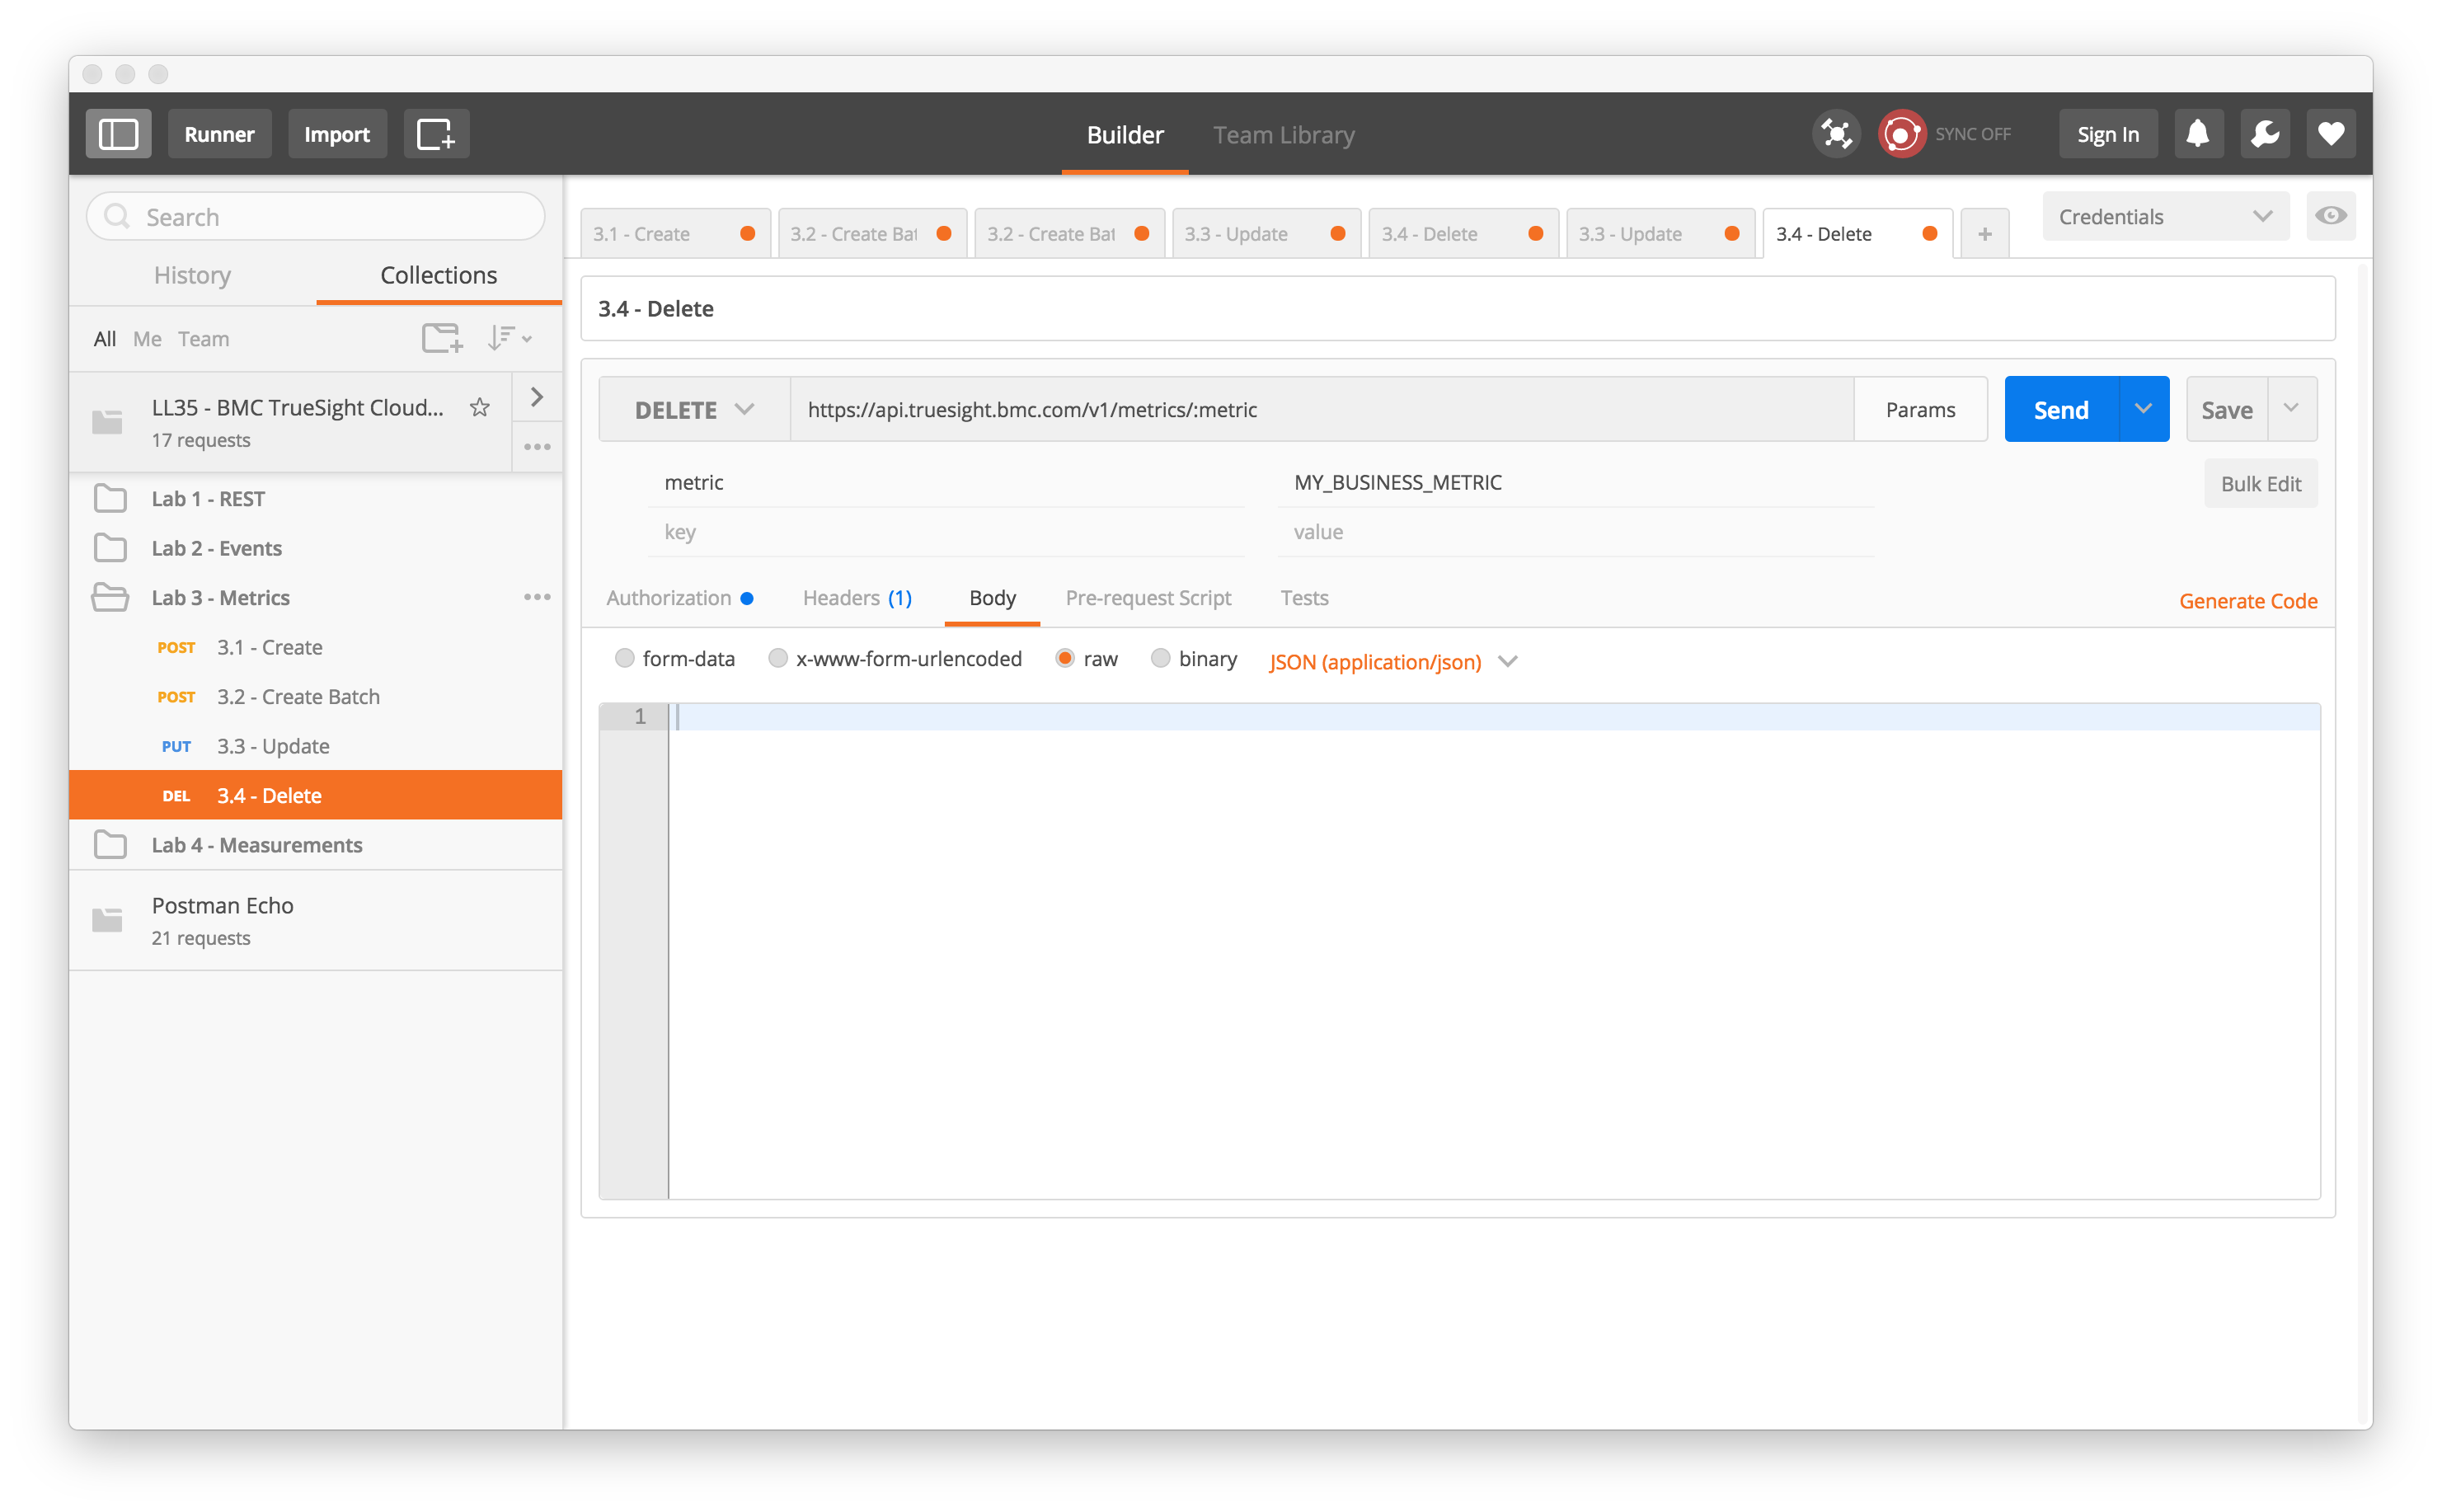 Runner
Import
Builder
Team Library
SYNC OFF
Sign In
Search
History
Collections
All Me Team
LL35 - BMC TrueSight Cloud...
17 requests
Lab 1 - REST
Lab 2 - Events
Lab 3 - Metrics
POST 3.1 - Create
POST 3.2 - Create Batch
PUT 3.3 - Update
DEL 3.4 - Delete
Lab 4 - Measurements
Postman Echo
21 requests
3.1 - Create
3.2 - Create Bat
3.2 - Create Bat
3.3 - Update
3.4 - Delete
3.3 - Update
3.4 - Delete
+
Credentials
3.4 - Delete
DELETE
https://api.truesight.bmc.com/v1/metrics/:metric
Params
Send
Save
metric
MY_BUSINESS_METRIC
Bulk Edit
key
value
Authorization
Headers (1)
Body
Pre-request Script
Tests
Generate Code
form-data
x-www-form-urlencoded
raw
binary
JSON (application/json)
1